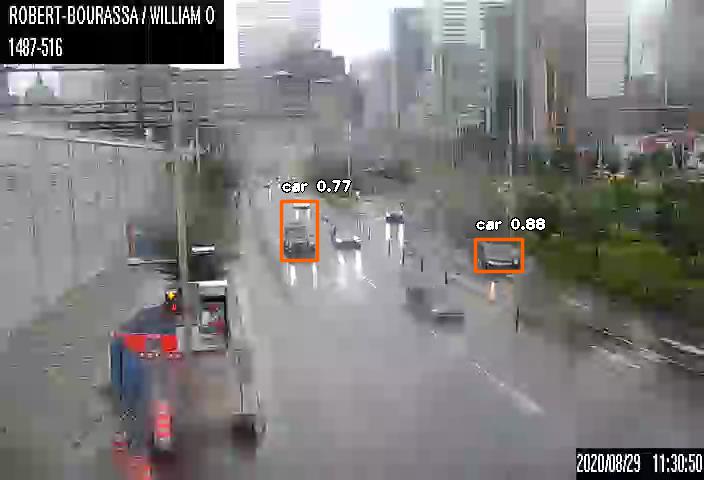 ROBERT-BOURASSA / WILLIAM O
1487-516
car 0.77
car 0.88
2020/08/29 11:30:50